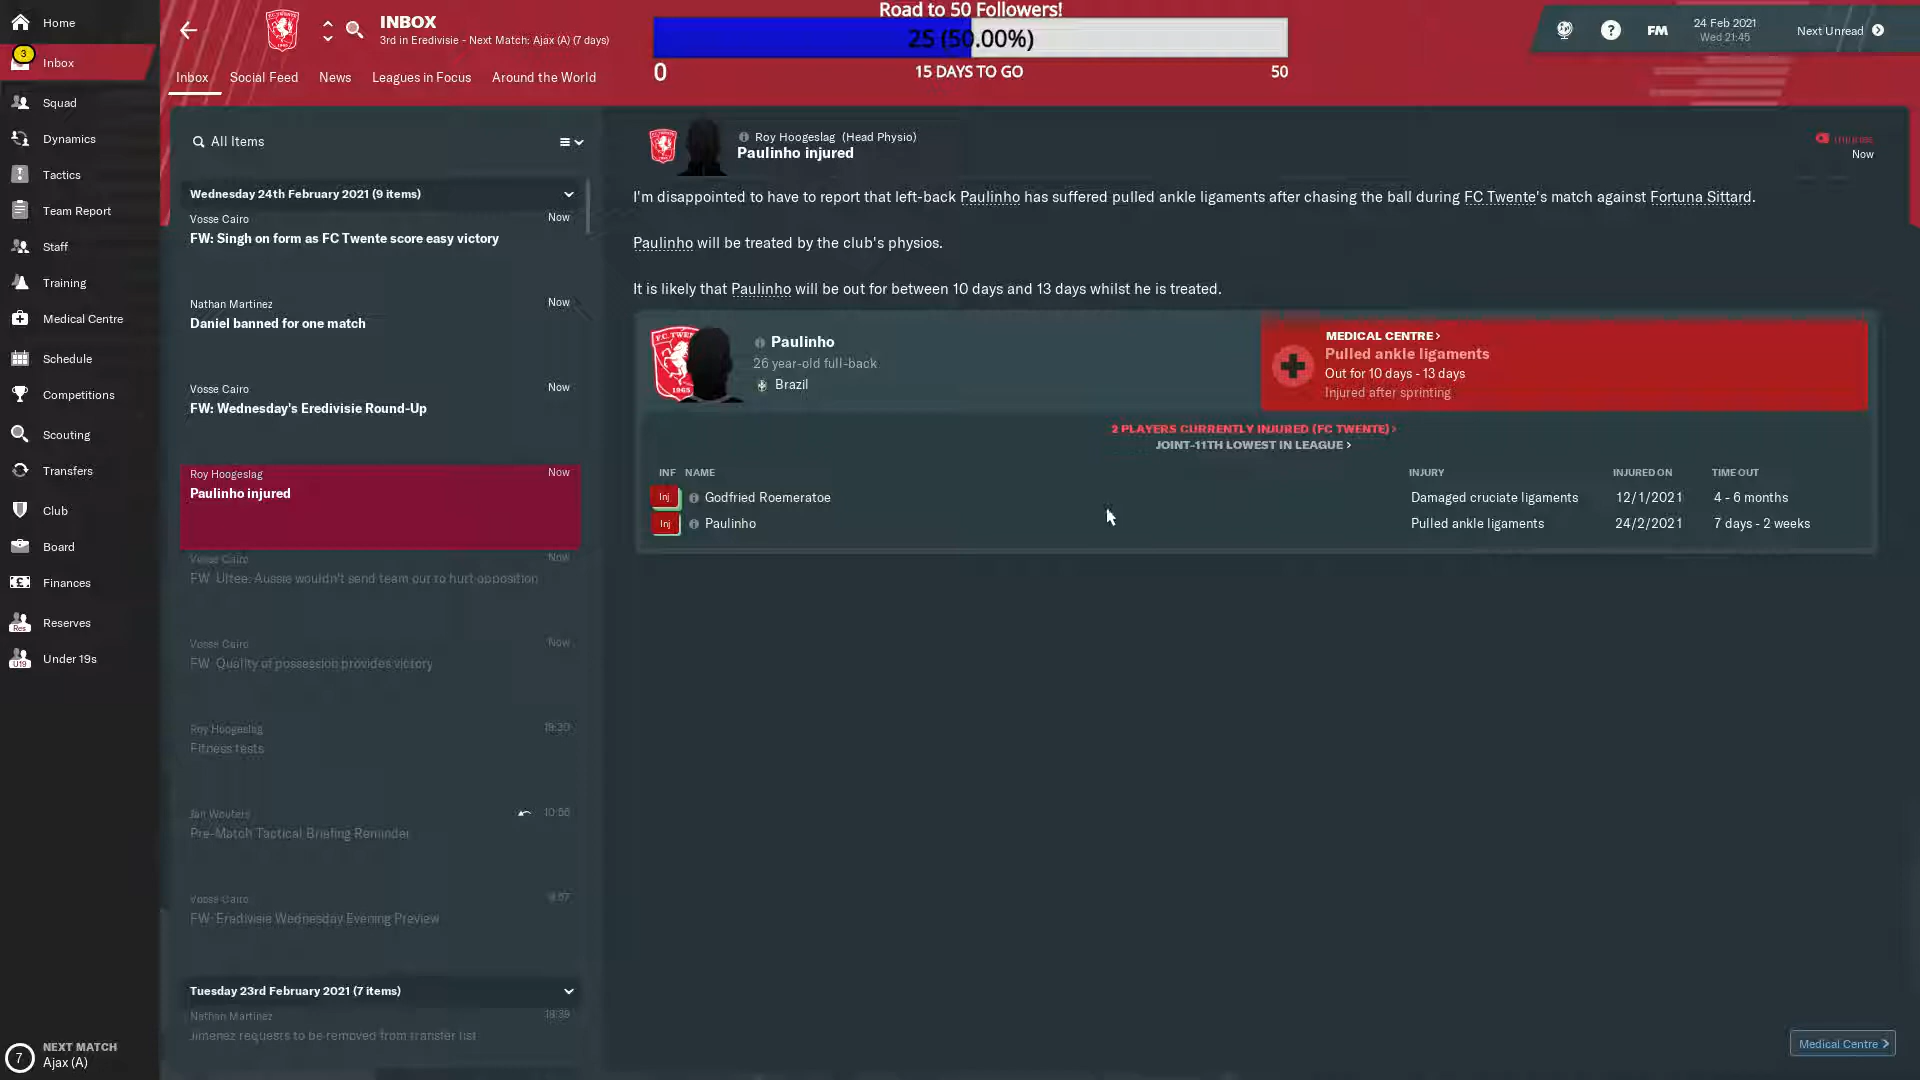 Home
3
Inbox
Squad
Dynamics
Tactics
Team Report
Staff
Training
Medical Centre
Schedule
Competitions
Scouting
Transfers
Club
Board
Finances
Res
Reserves
U19
Under 19s
7
NEXT MATCH
Ajax (A)
INBOX
3rd in Eredivisie - Next Match: Ajax (A) (7 days)
Inbox Social Feed News Leagues in Focus Around the World
Road to 50 Followers!
25 (50.00%)
0 15 DAYS TO GO 50
? FM
24 Feb 2021
Wed 21:45
Next Unread
All Items
Wednesday 24th February 2021 (9 items)
Vosse Cairo Now
FW: Singh on form as FC Twente score easy victory
Nathan Martinez Now
Daniel banned for one match
Vosse Cairo Now
FW: Wednesday's Eredivisie Round-Up
Roy Hoogeslag Now
Paulinho injured
Vosse Cairo Now
FW: Ultee: Aussie wouldn't send team out to hurt opposition
Vosse Cairo Now
FW: Quality of possession provides victory
Roy Hoogeslag
Fitness tests
Jan Wouters 10:56
Pre-Match Tactical Briefing Reminder
Vosse Cairo
FW: Eredivisie Wednesday Evening Preview
Tuesday 23rd February 2021 (7 items)
Nathan Martinez
Jimenez requests to be removed from transfer list
Roy Hoogeslag (Head Physio)
Paulinho injured
Injuries
Now
I'm disappointed to have to report that left-back Paulinho has suffered pulled ankle ligaments after chasing the ball during FC Twente's match against Fortuna Sittard.
Paulinho will be treated by the club's physios.
It is likely that Paulinho will be out for between 10 days and 13 days whilst he is treated.
Paulinho
26 year-old full-back
Brazil
MEDICAL CENTRE >
Pulled ankle ligaments
Out for 10 days - 13 days
Injured after sprinting
2 PLAYERS CURRENTLY INJURED (FC TWENTE) >
JOINT-11TH LOWEST IN LEAGUE >
INF NAME INJURY INJURED ON TIME OUT
Inj Godfried Roemeratoe Damaged cruciate ligaments 12/1/2021 4 - 6 months
Inj Paulinho Pulled ankle ligaments 24/2/2021 7 days - 2 weeks
Medical Centre >